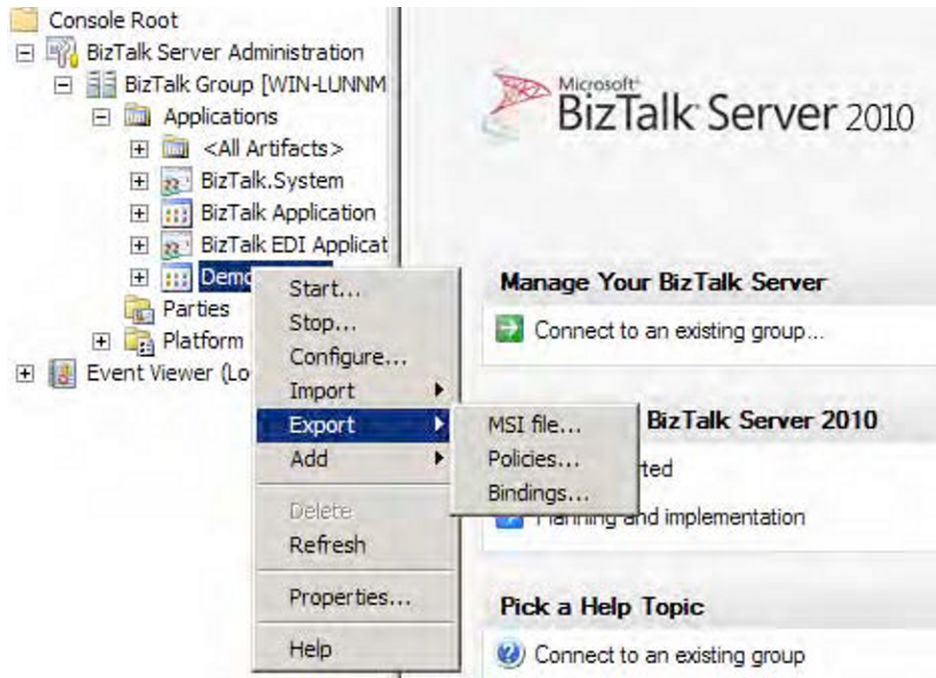 Console Root
BizTalk Server Administration
BizTalk Group [WIN-LUNNM
Applications
<All Artifacts>
BizTalk.System
BizTalk Application
BizTalk EDI Applicat
Demo
Parties
Platform
Event Viewer (Lo
Start...
Stop...
Configure...
Import
Export
Add
Delete
Refresh
Properties...
Help
MSI file...
Policies...
Bindings...
Microsoft
BizTalk Server 2010
Manage Your BizTalk Server
Connect to an existing group...
BizTalk Server 2010
ted
Planning and implementation
Pick a Help Topic
Connect to an existing group